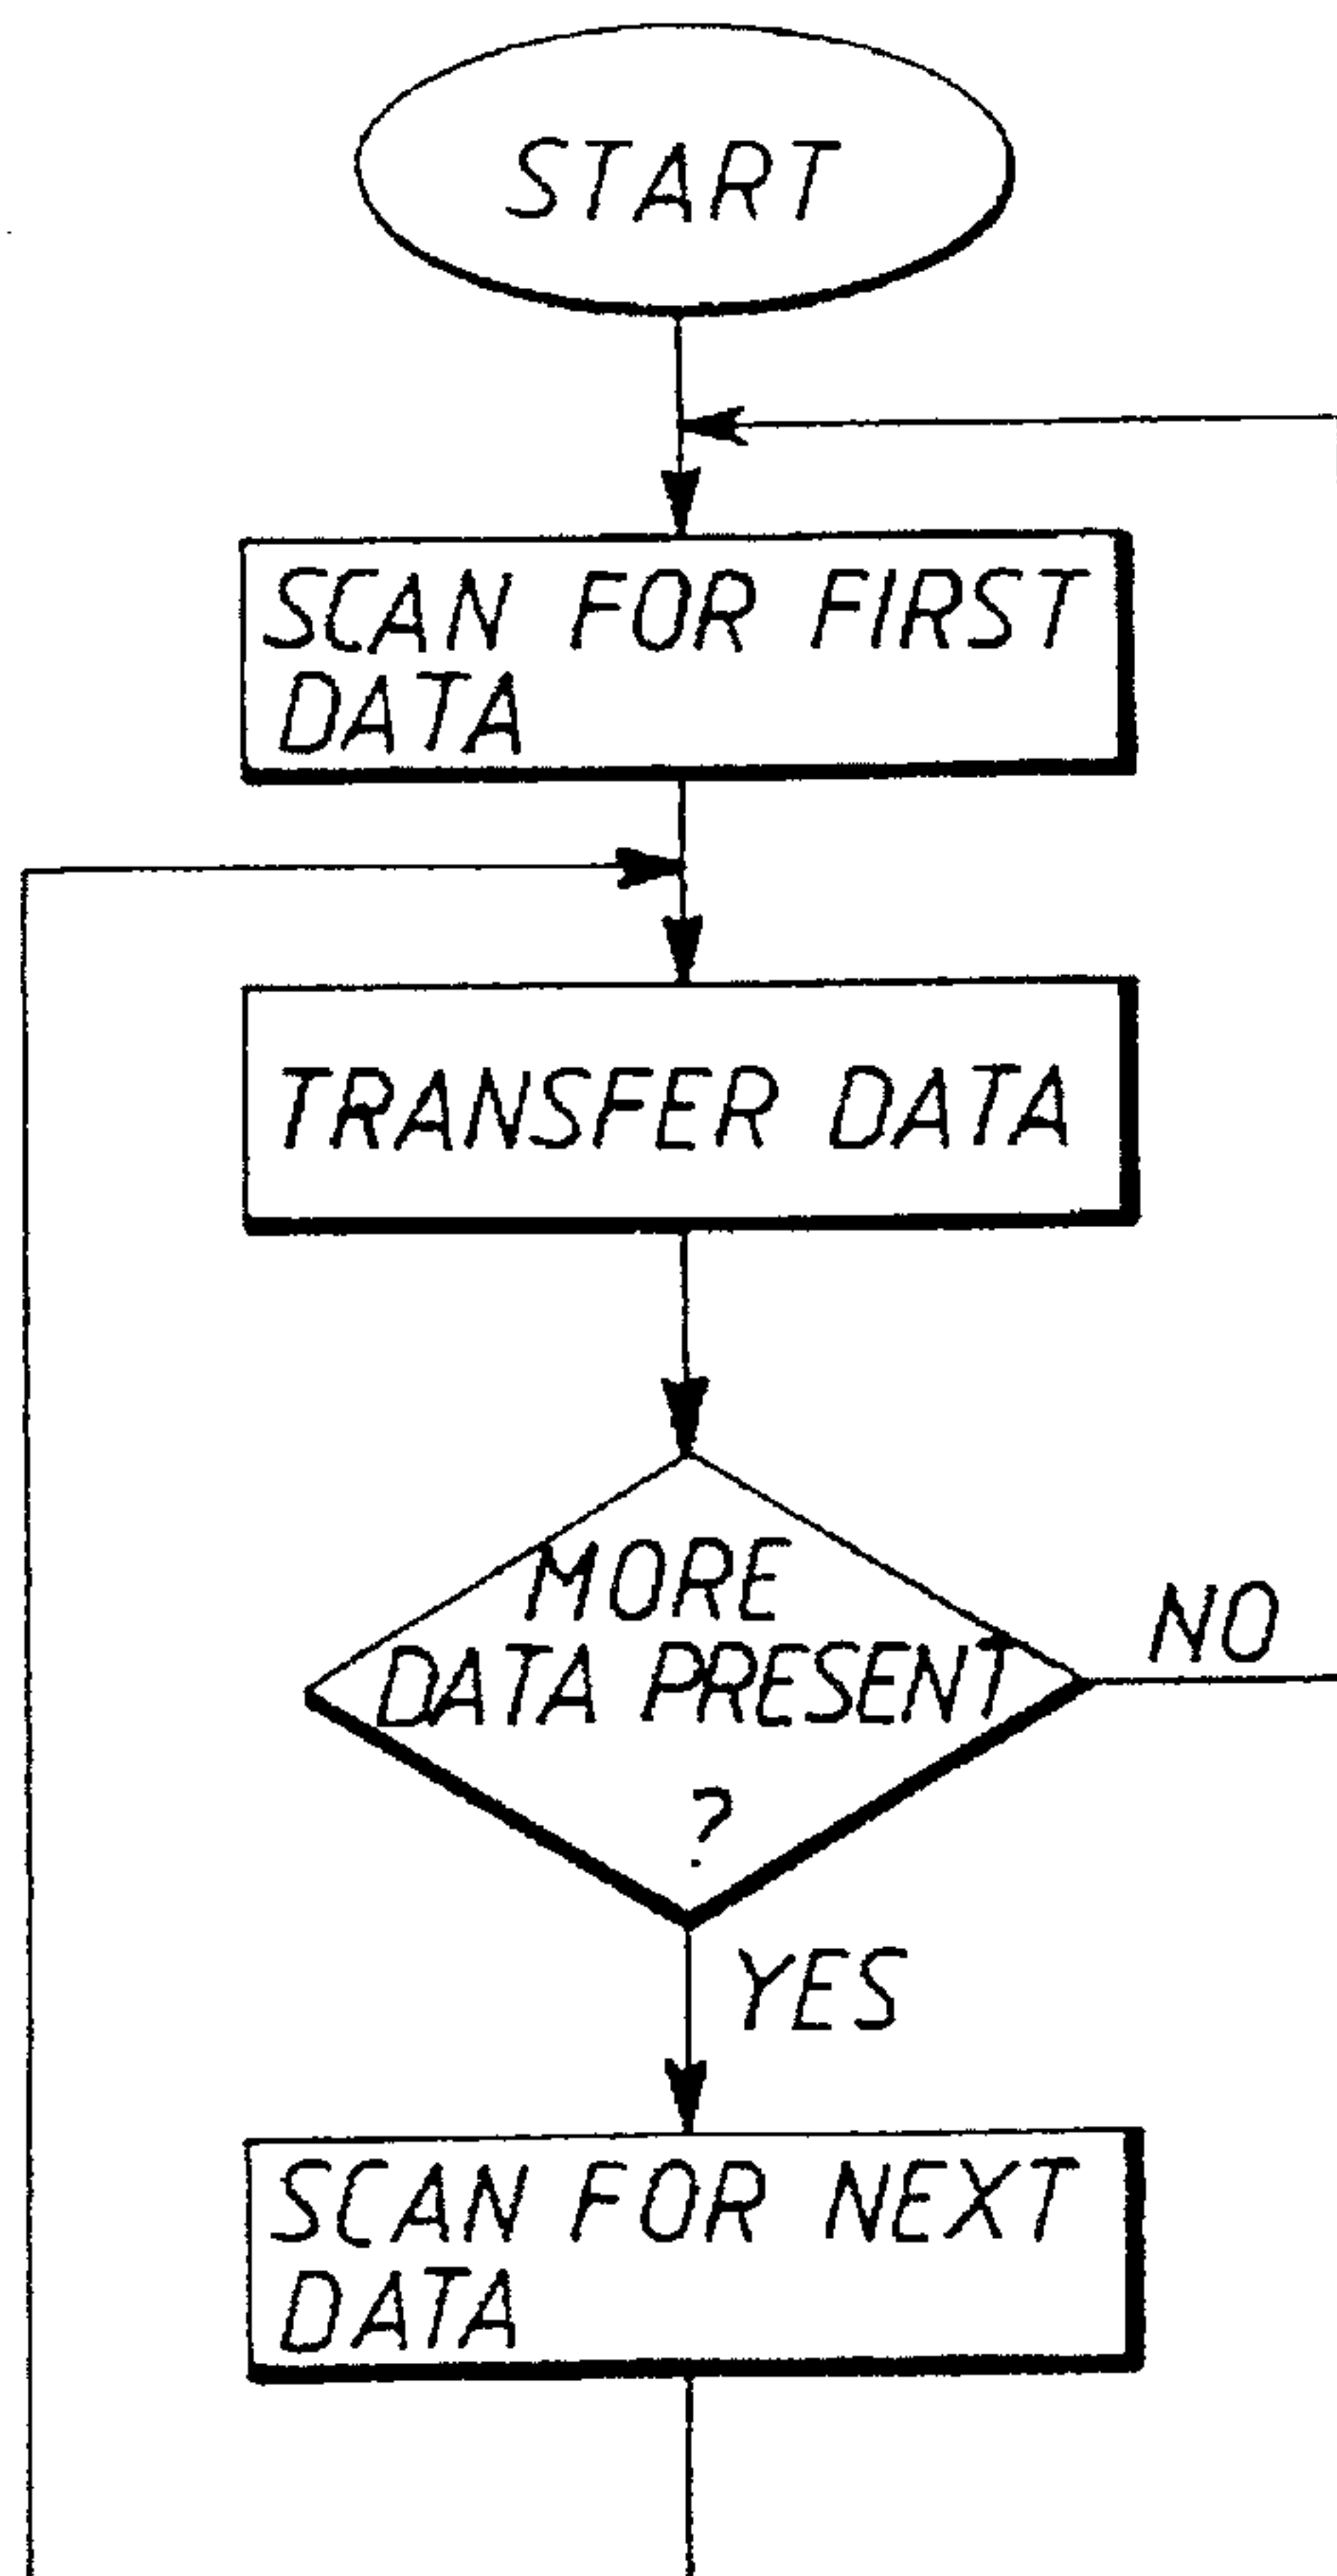 START
SCAN FOR FIRST
DATA
TRANSFER DATA
MORE
DATA PRESENT
?
NO
YES
SCAN FOR NEXT
DATA